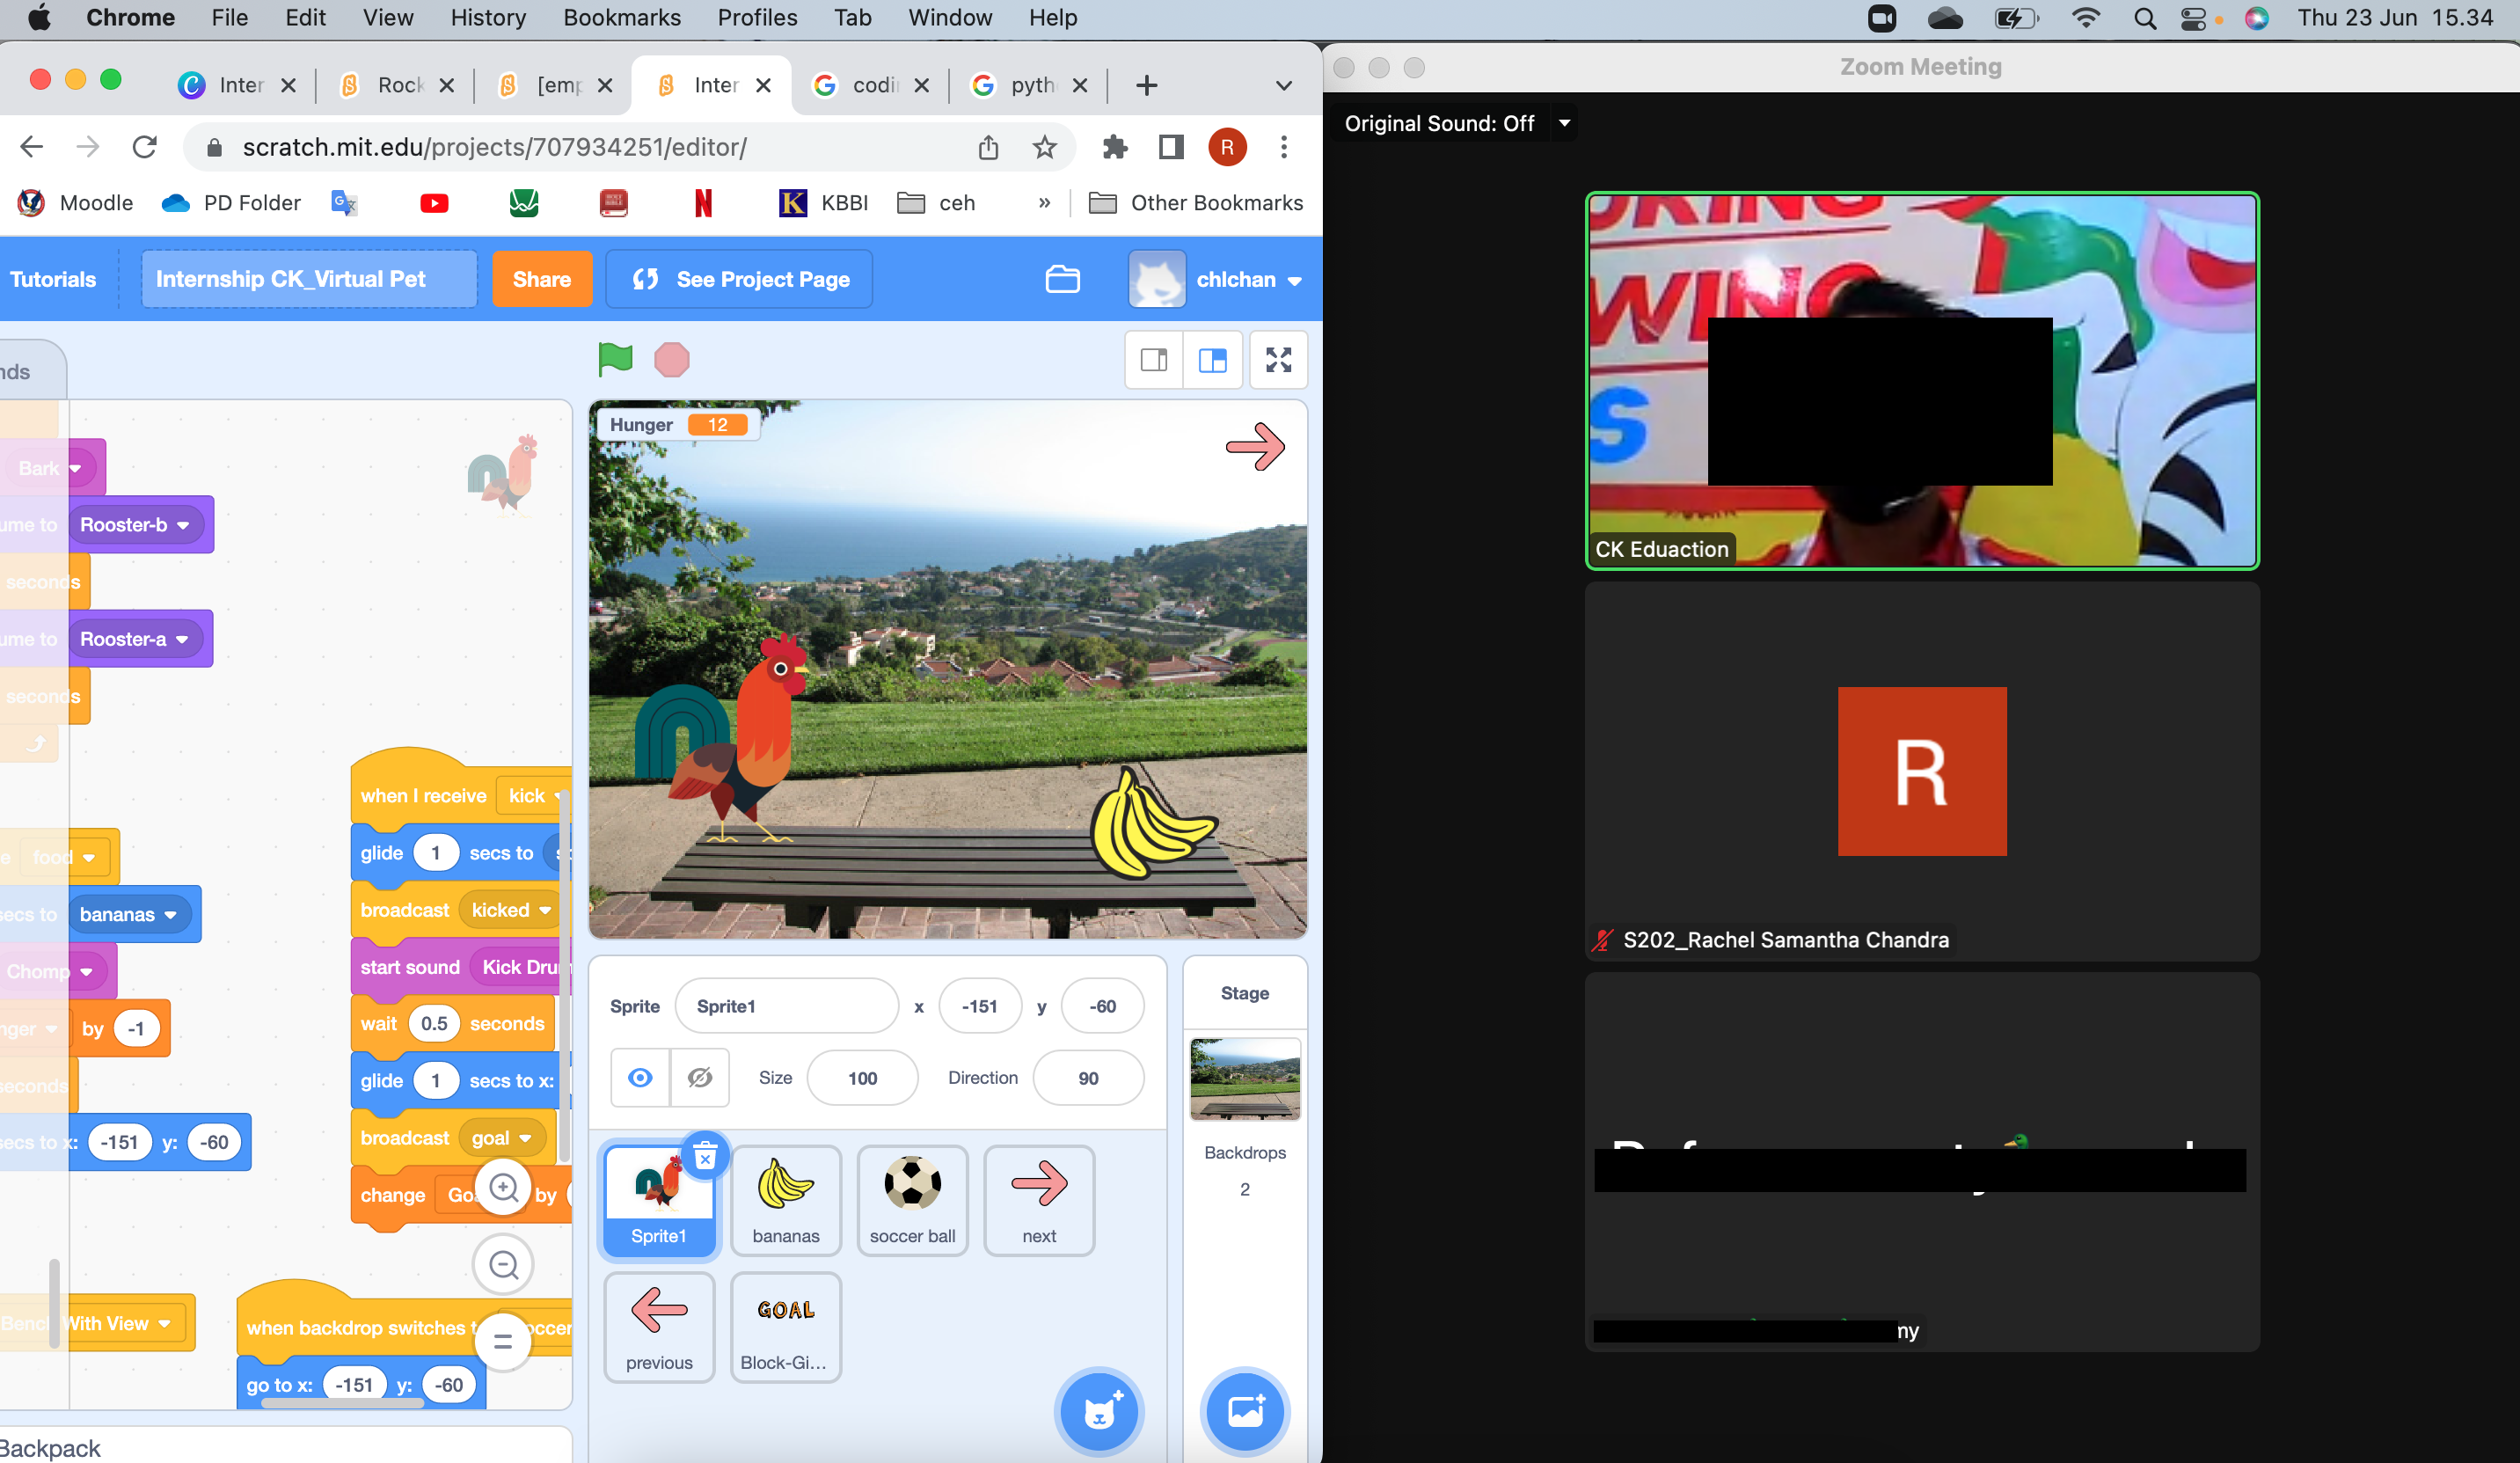 Chrome File Edit View History Bookmarks Profiles Tab Window Help Thu 23 Jun 15.34
Inter Rock [emp Inter codi pyth
scratch.mit.edu/projects/707934251/editor/ R
Moodle PD Folder KBBI ceh » Other Bookmarks
Tutorials Internship CK_Virtual Pet Share See Project Page chlchan
nds
Bark
ume to Rooster-b
seconds
ume to Rooster-a
seconds
e food
secs to bananas
Chomp
nger by -1
seconds
secs to x: -151 y: -60
Bench With View
when I receive kick
glide 1 secs to
broadcast kicked
start sound Kick Dru
wait 0.5 seconds
glide 1 secs to x:
broadcast goal
change Goa by
when backdrop switches t occer
go to x: -151 y: -60
Backpack
Hunger 12
Sprite Sprite1 x -151 y -60
Size 100 Direction 90
Sprite1 bananas soccer ball next
GOAL
previous Block-Gi...
Stage
Backdrops
2
Zoom Meeting
Original Sound: Off
WING
S
CK Eduaction
R
S202_Rachel Samantha Chandra
my